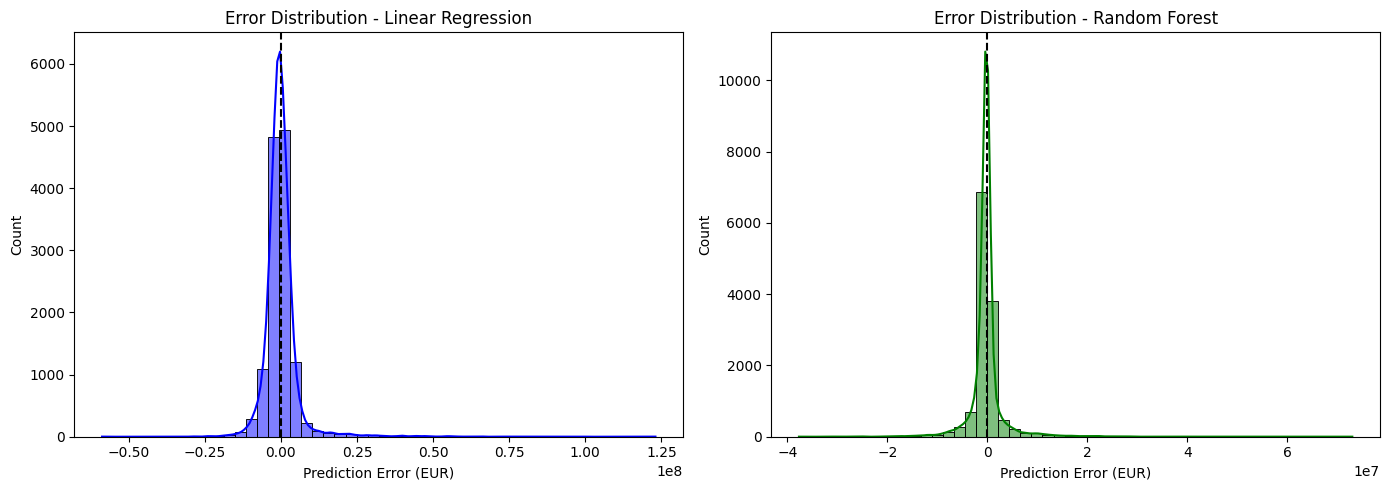 Error Distribution - Linear Regression
Count
6000
5000
4000
3000
2000
1000
0
−0.50 −0.25 0.00 0.25 0.50 0.75 1.00 1.25
1e8
Prediction Error (EUR)
Error Distribution - Random Forest
Count
10000
8000
6000
4000
2000
0
−4 −2 0 2 4 6
1e7
Prediction Error (EUR)